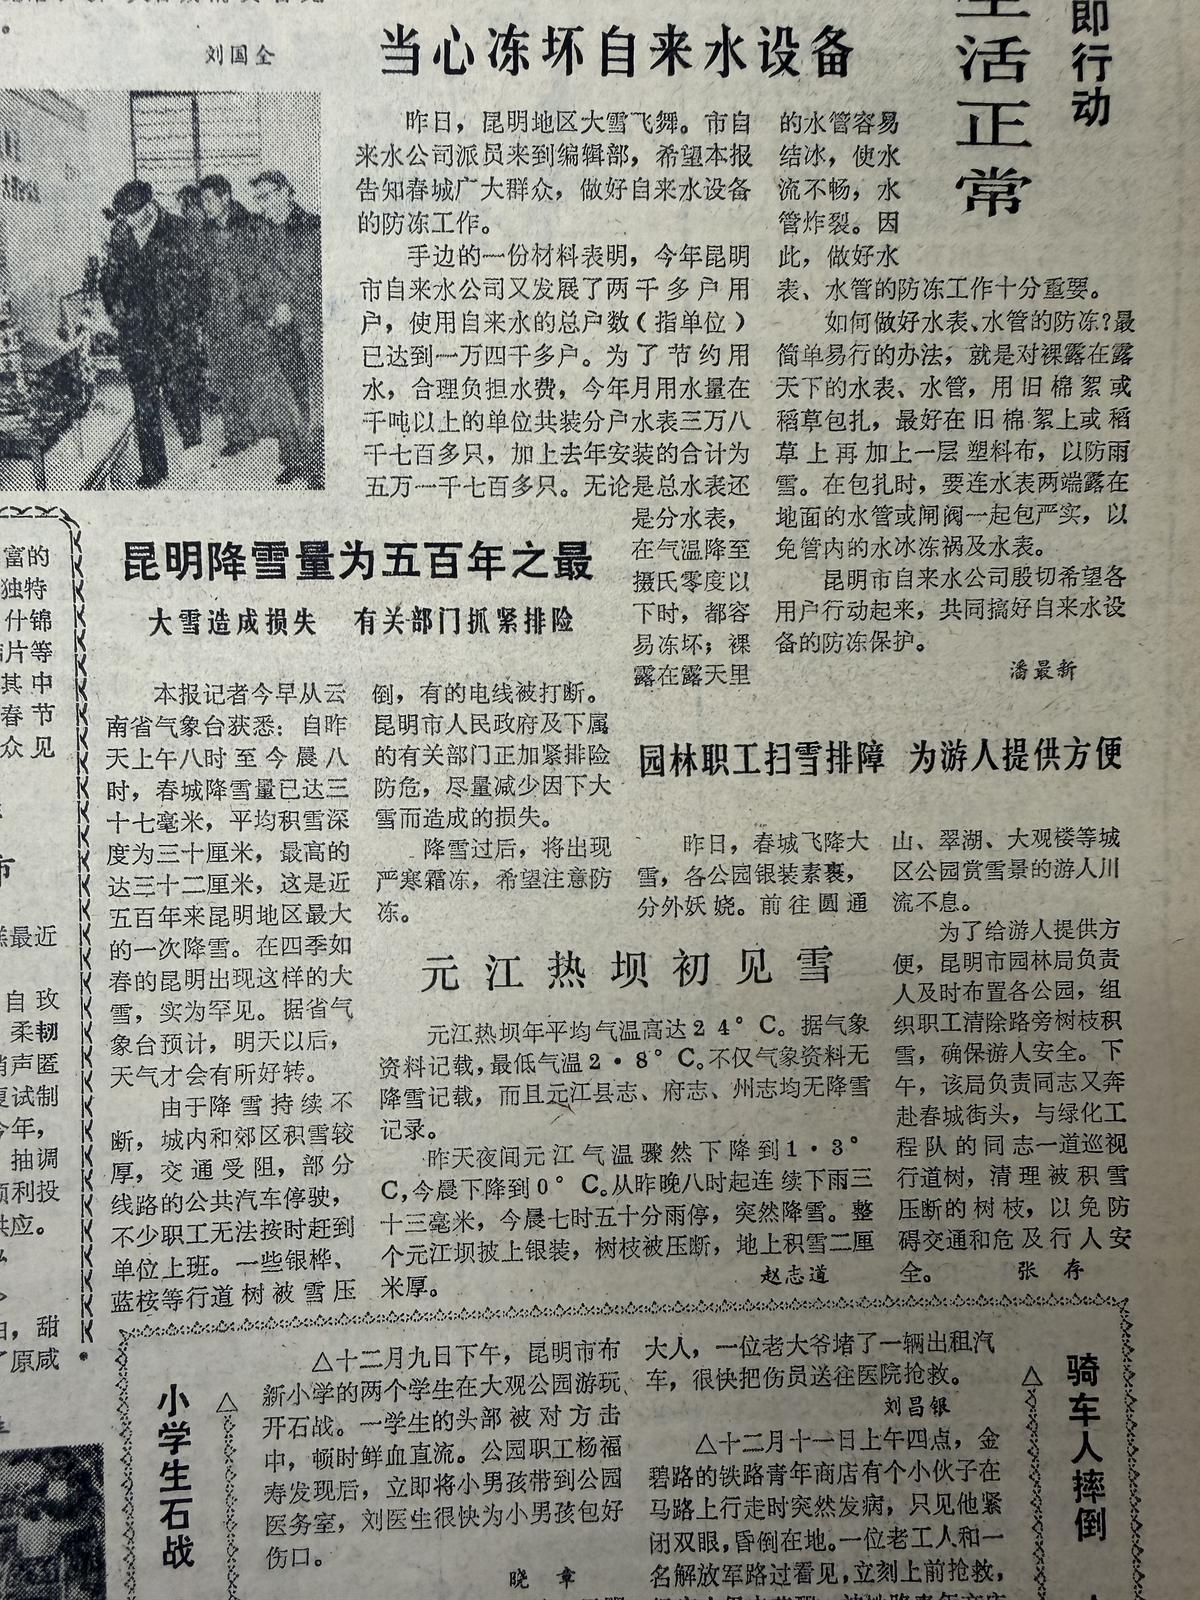 刘国全
即行动
生活正常
当心冻坏自来水设备
昨日，昆明地区大雪飞舞。市自
来水公司派员来到编辑部，希望本报
告知春城广大群众，做好自来水设备
的防冻工作。
手边的一份材料表明，今年昆明
市自来水公司又发展了两千多户用
户，使用自来水的总户数（指单位）
已达到一万四千多户。为了节约用
水，合理负担水费，今年月用水量在
千吨以上的单位共装分户水表三万八
千七百多只，加上去年安装的合计为
五万一千七百多只。无论是总水表还
是分水表，
在气温降至
摄氏零度以
下时，都容
易冻坏；裸
露在露天里
的水管容易
结冰，使水
流不畅，水
管炸裂。因
此，做好水
表、水管的防冻工作十分重要。
如何做好水表、水管的防冻？最
简单易行的办法，就是对裸露在露
天下的水表、水管，用旧棉絮或
稻草包扎，最好在旧棉絮上或稻
草上再加上一层塑料布，以防雨
雪。在包扎时，要连水表两端露在
地面的水管或闸阀一起包严实，以
免管内的水冰冻祸及水表。
昆明市自来水公司殷切希望各
用户行动起来，共同搞好自来水设
备的防冻保护。
潘最新
昆明降雪量为五百年之最
大雪造成损失　有关部门抓紧排险
本报记者今早从云
南省气象台获悉：自昨
天上午八时至今晨八
时，春城降雪量已达三
十七毫米，平均积雪深
度为三十厘米，最高的
达三十二厘米，这是近
五百年来昆明地区最大
的一次降雪。在四季如
春的昆明出现这样的大
雪，实为罕见。据省气
象台预计，明天以后，
天气才会有所好转。
由于降雪持续不
断，城内和郊区积雪较
厚，交通受阻，部分
线路的公共汽车停驶，
不少职工无法按时赶到
单位上班。一些银桦、
蓝桉等行道树被雪压
倒，有的电线被打断。
昆明市人民政府及下属
的有关部门正加紧排险
防危，尽量减少因下大
雪而造成的损失。
降雪过后，将出现
严寒霜冻，希望注意防
冻。
园林职工扫雪排障　为游人提供方便
昨日，春城飞降大
雪，各公园银装素裹，
分外妖娆。前往圆通
山、翠湖、大观楼等城
区公园赏雪景的游人川
流不息。
为了给游人提供方
便，昆明市园林局负责
人及时布置各公园，组
织职工清除路旁树枝积
雪，确保游人安全。下
午，该局负责同志又奔
赴春城街头，与绿化工
程队的同志一道巡视
行道树，清理被积雪
压断的树枝，以免防
碍交通和危及行人安
全。　张存
元江热坝初见雪
元江热坝年平均气温高达24°C。据气象
资料记载，最低气温2·8°C。不仅气象资料无
降雪记载，而且元江县志、府志、州志均无降雪
记录。
昨天夜间元江气温骤然下降到1·3°
C，今晨下降到0°C。从昨晚八时起连续下雨三
十三毫米，今晨七时五十分雨停，突然降雪。整
个元江坝披上银装，树枝被压断，地上积雪二厘
米厚。　赵志道
富的
独特
什锦
片等
其中
春节
众见
市
最近
自玫
柔韧
消声匿
复试制
今年，
抽调
顺利投
供应。
，甜
原咸
小学生石战
△
△十二月九日下午，昆明市布
新小学的两个学生在大观公园游玩、
开石战。一学生的头部被对方击
中，顿时鲜血直流。公园职工杨福
寿发现后，立即将小男孩带到公园
医务室，刘医生很快为小男孩包好
伤口。
晓章
大人，一位老大爷堵了一辆出租汽
车，很快把伤员送往医院抢救。
刘昌银
△十二月十一日上午四点，金
碧路的铁路青年商店有个小伙子在
马路上行走时突然发病，只见他紧
闭双眼，昏倒在地。一位老工人和一
名解放军路过看见，立刻上前抢救，
△
骑车人摔倒